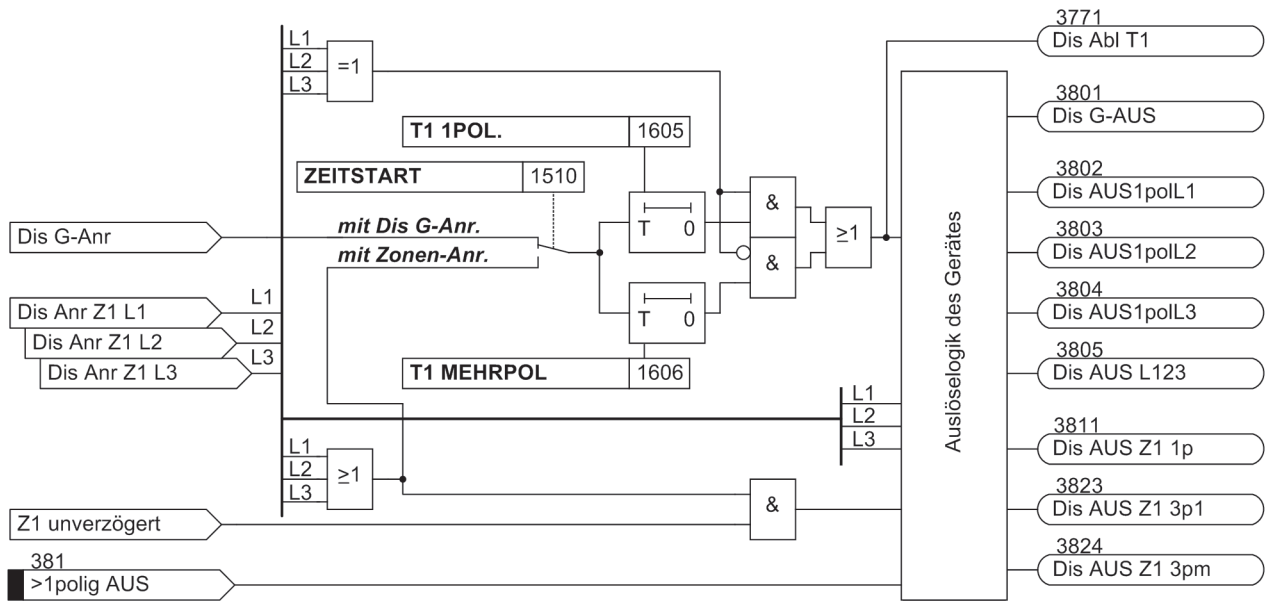 3771
Dis Abl T1
L1
L2
L3
=1
3801
Dis G-AUS
T1 1POL.
1605
3802
Dis AUS1polL1
ZEITSTART
1510
T
0
&
3803
Dis AUS1polL2
Dis G-Anr
mit Dis G-Anr.
mit Zonen-Anr.
≥1
&
3804
Dis AUS1polL3
Dis Anr Z1 L1
L1
Dis Anr Z1 L2
L2
Dis Anr Z1 L3
L3
T
0
T1 MEHRPOL
1606
3805
Dis AUS L123
Auslöselogik des Gerätes
L1
L2
L3
3811
Dis AUS Z1 1p
L1
L2
L3
≥1
3823
Dis AUS Z1 3p1
Z1 unverzögert
&
3824
Dis AUS Z1 3pm
381
>1polig AUS